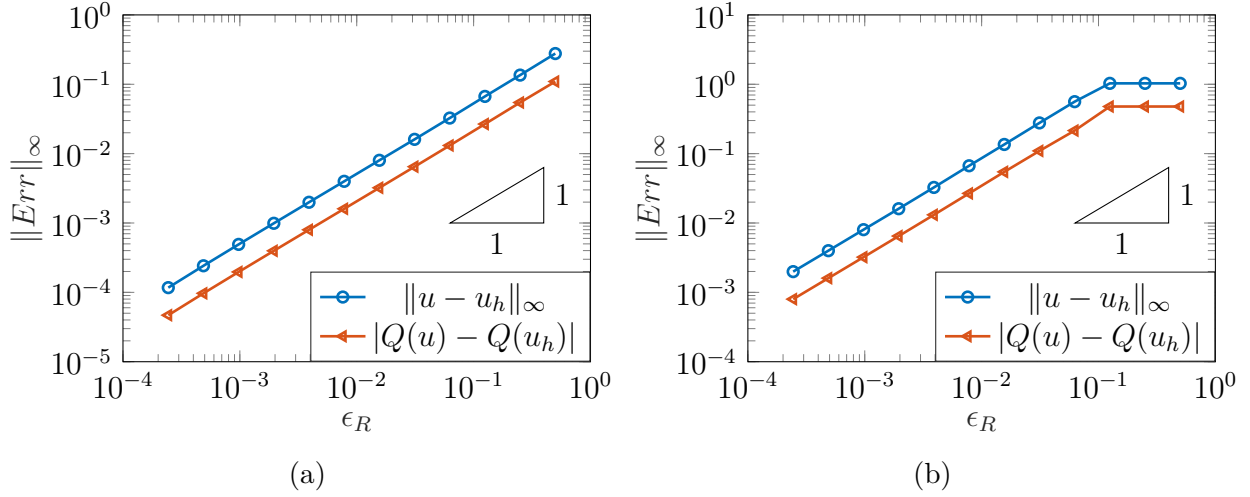 10^0
10^{-1}
10^{-2}
10^{-3}
10^{-4}
10^{-5}
‖Err‖_∞
1
1
‖u − u_h‖_∞
|Q(u) − Q(u_h)|
10^{-4} 10^{-3} 10^{-2} 10^{-1} 10^0
ϵ_R
(a)
10^1
10^0
10^{-1}
10^{-2}
10^{-3}
10^{-4}
‖Err‖_∞
1
1
‖u − u_h‖_∞
|Q(u) − Q(u_h)|
10^{-4} 10^{-3} 10^{-2} 10^{-1} 10^0
ϵ_R
(b)